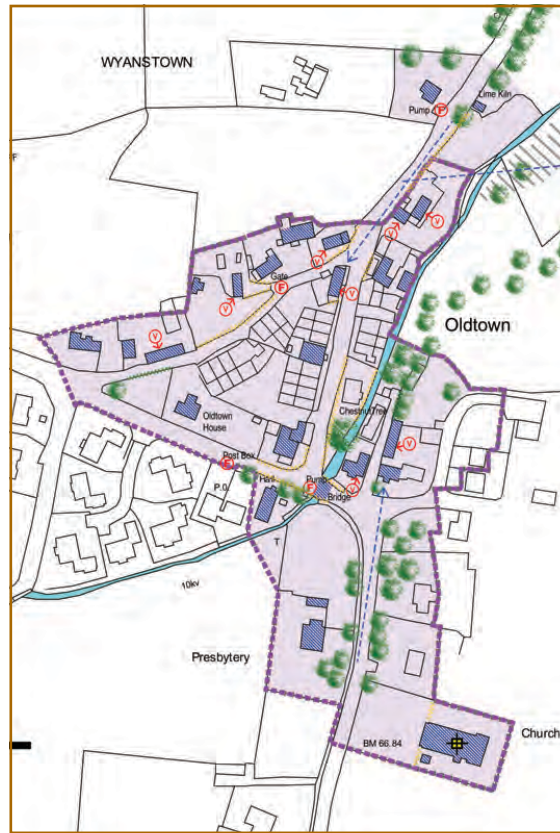 WYANSTOWN
Lime Kiln
Pump
F
V
V
V
V
Gate
F
V
V
V
Oldtown
Oldtown
House
Chestnut Tree
V
Post Box
F
P.O.
Hall
Pump
F
V
Bridge
T
10kv
Presbytery
BM 66.84
Church